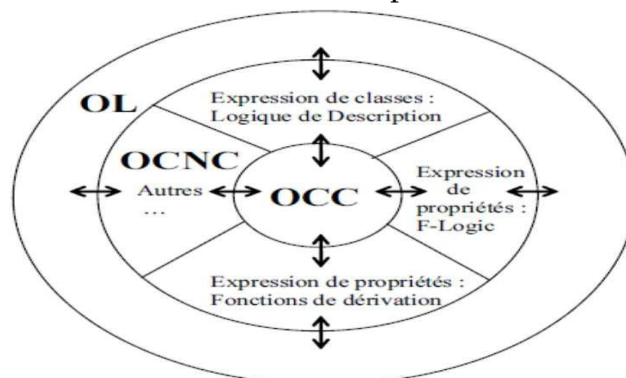 OL
Expression de classes :
Logique de Description
OCNC
Autres
...
OCC
Expression
de
propriétés :
F-Logic
Expression de propriétés :
Fonctions de dérivation